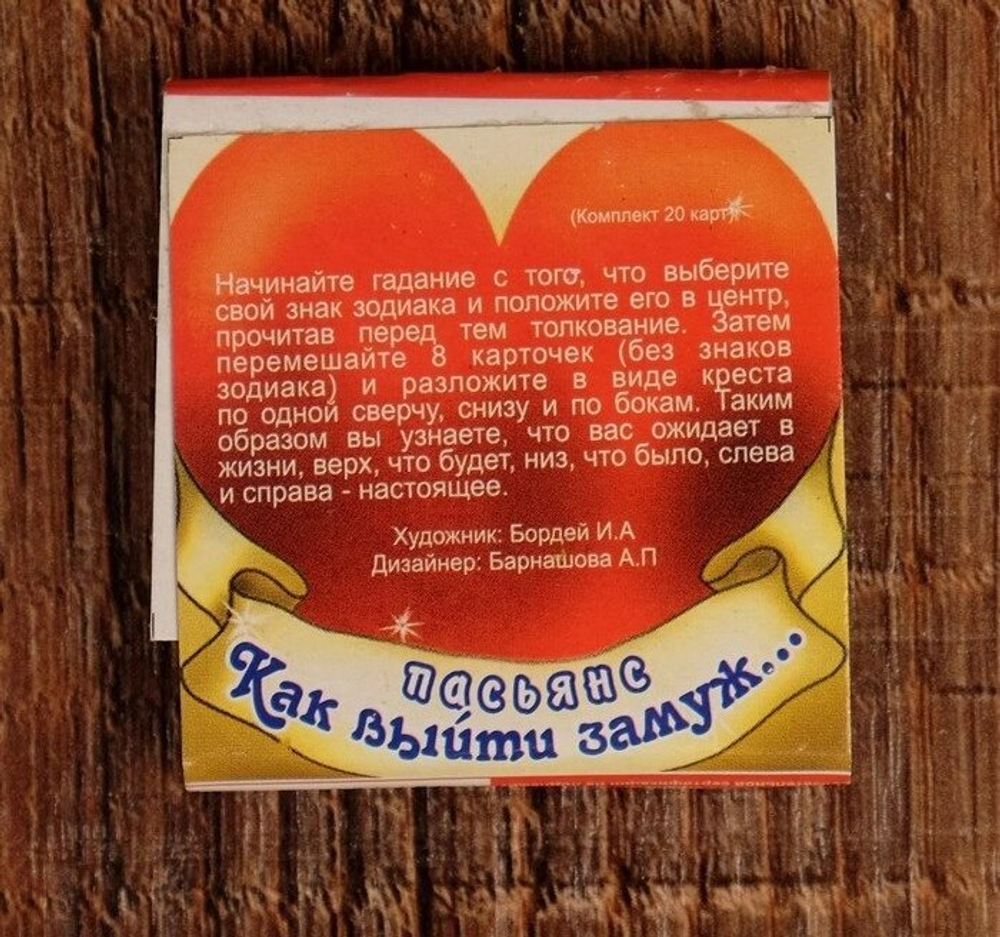 (Комплект 20 карт)
Начинайте гадание с того, что выберите
свой знак зодиака и положите его в центр,
прочитав перед тем толкование. Затем
перемешайте 8 карточек (без знаков
зодиака) и разложите в виде креста
по одной сверчу, снизу и по бокам. Таким
образом вы узнаете, что вас ожидает в
жизни, верх, что будет, низ, что было, слева
и справа - настоящее.
Художник: Бордей И.А
Дизайнер: Барнашова А.П
пасьянс
Как выйти замуж...